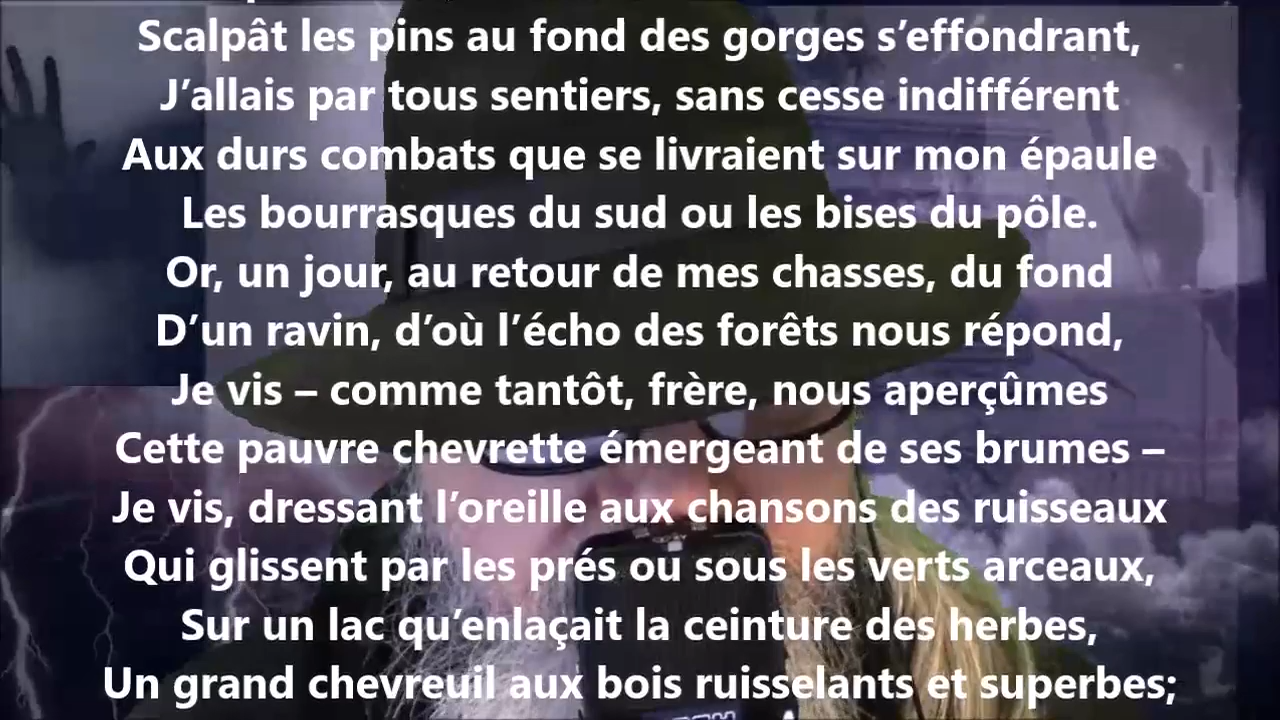 Scalpât les pins au fond des gorges s’effondrant,
J’allais par tous sentiers, sans cesse indifférent
Aux durs combats que se livraient sur mon épaule
Les bourrasques du sud ou les bises du pôle.
Or, un jour, au retour de mes chasses, du fond
D’un ravin, d’où l’écho des forêts nous répond,
Je vis – comme tantôt, frère, nous aperçûmes
Cette pauvre chevrette émergeant de ses brumes –
Je vis, dressant l’oreille aux chansons des ruisseaux
Qui glissent par les prés ou sous les verts arceaux,
Sur un lac qu’enlaçait la ceinture des herbes,
Un grand chevreuil aux bois ruisselants et superbes;